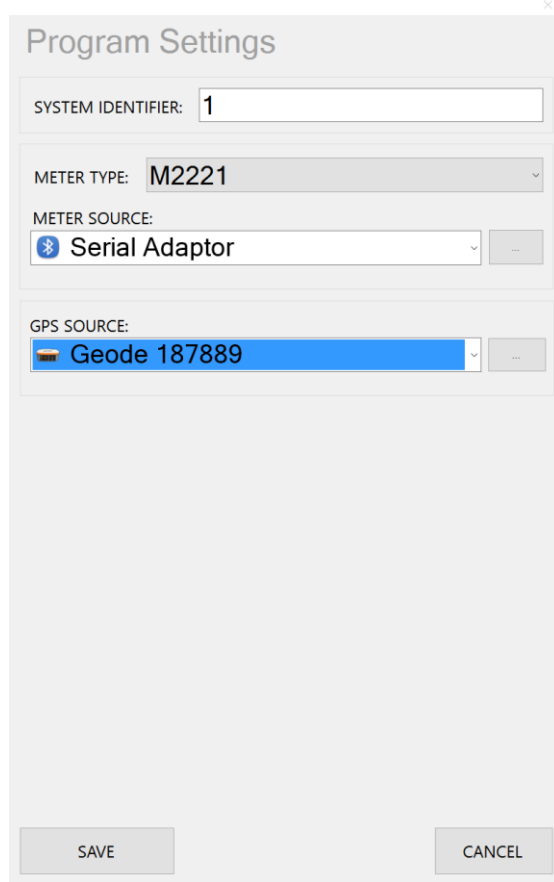 Program Settings
SYSTEM IDENTIFIER: 1
METER TYPE: M2221
METER SOURCE:
Serial Adaptor ...
GPS SOURCE:
Geode 187889 ...
SAVE CANCEL